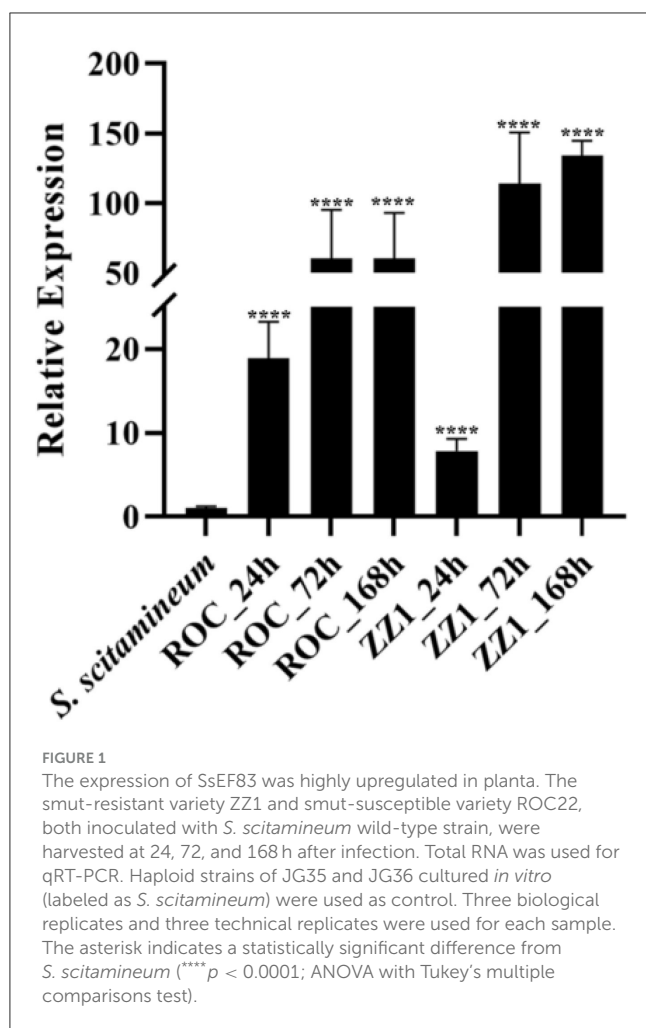 200
150
100
50
20
10
0
Relative Expression
****
****
****
****
****
****
S. scitamineum
ROC_24h
ROC_72h
ROC_168h
ZZ1_24h
ZZ1_72h
ZZ1_168h
FIGURE 1
The expression of SsEF83 was highly upregulated in planta. The
smut-resistant variety ZZ1 and smut-susceptible variety ROC22,
both inoculated with S. scitamineum wild-type strain, were
harvested at 24, 72, and 168 h after infection. Total RNA was used for
qRT-PCR. Haploid strains of JG35 and JG36 cultured in vitro
(labeled as S. scitamineum) were used as control. Three biological
replicates and three technical replicates were used for each sample.
The asterisk indicates a statistically significant difference from
S. scitamineum (****p < 0.0001; ANOVA with Tukey's multiple
comparisons test).